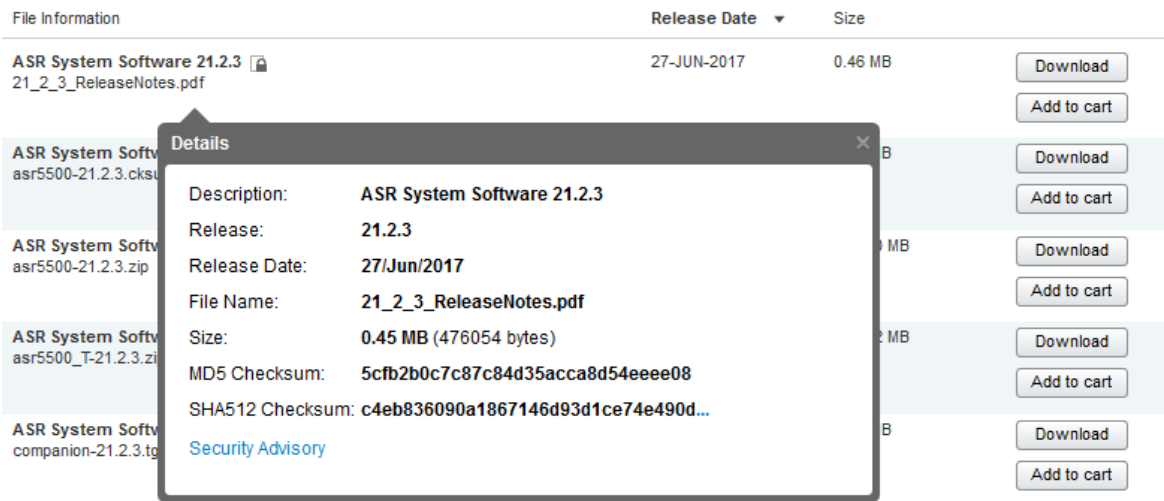 File Information Release Date Size
ASR System Software 21.2.3 27-JUN-2017 0.46 MB Download
21_2_3_ReleaseNotes.pdf
Add to cart
Details
ASR System Softw B Download
asr5500-21.2.3.cksu
Description: ASR System Software 21.2.3 Add to cart
Release: 21.2.3
ASR System Softw MB Download
asr5500-21.2.3.zip Release Date: 27/Jun/2017
File Name: 21_2_3_ReleaseNotes.pdf Add to cart
ASR System Softw Size: 0.45 MB (476054 bytes) MB Download
asr5500_T-21.2.3.zi
MD5 Checksum: 5cfb2b0c7c87c84d35acca8d54eeee08 Add to cart
SHA512 Checksum: c4eb836090a1867146d93d1ce74e490d...
ASR System Softw B Download
companion-21.2.3.tg Security Advisory
Add to cart